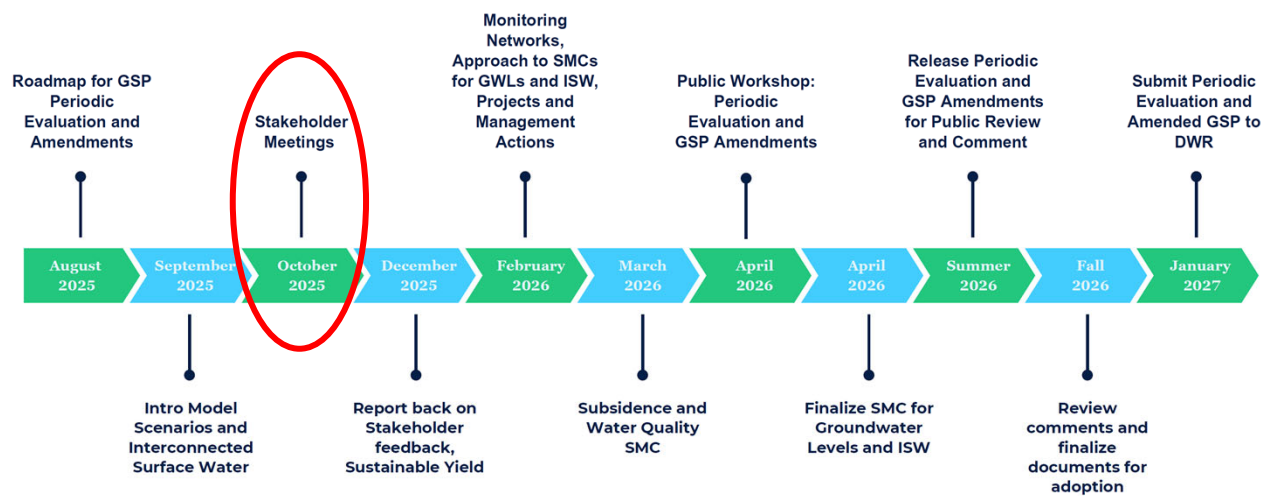 Roadmap for GSP
Periodic
Evaluation and
Amendments
Stakeholder
Meetings
Monitoring
Networks,
Approach to SMCs
for GWLs and ISW,
Projects and
Management
Actions
Public Workshop:
Periodic
Evaluation and
GSP Amendments
Release Periodic
Evaluation and
GSP Amendments
for Public Review
and Comment
Submit Periodic
Evaluation and
Amended GSP to
DWR
August
2025
September
2025
October
2025
December
2025
February
2026
March
2026
April
2026
April
2026
Summer
2026
Fall
2026
January
2027
Intro Model
Scenarios and
Interconnected
Surface Water
Report back on
Stakeholder
feedback,
Sustainable Yield
Subsidence and
Water Quality
SMC
Finalize SMC for
Groundwater
Levels and ISW
Review
comments and
finalize
documents for
adoption